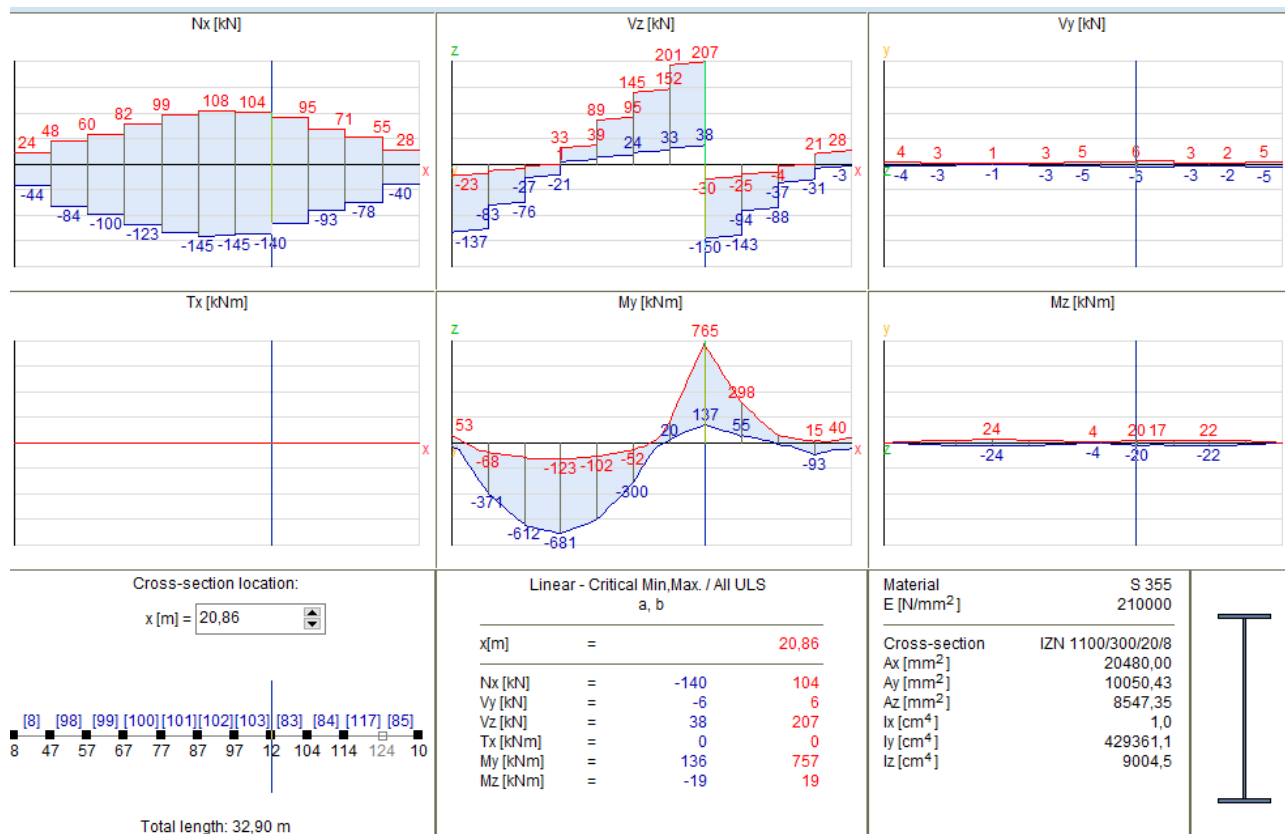 Nx [kN]
24 48 60 82 99 108 104 95 71 55 28
x
-44 -84 -100 -123 -145 -145 -140 -93 -78 -40
Vz [kN]
z
33 89 145 201 207
1 39 95 152
24 33 38
21 28
-23 -27 -21 -30 -25 -4 -3
x
-83 -76 -37 -31
-137 -94 -88
-150 -143
Vy [kN]
y
4 3 1 3 5 6 3 2 5
z
-4 -3 -1 -3 -5 -6 -3 -2 -5
Tx [kNm]
x
My [kNm]
z
765
298
53 20 137 55 15 40
y x
-68 -123 -102 -52 -93
-371 -300
-612 -681
Mz [kNm]
y
24 4 20 17 22
z
-24 -4 -20 -22
Cross-section location:
x [m] = 20,86
[8] [98] [99] [100] [101] [102] [103] [83] [84] [117] [85]
8 47 57 67 77 87 97 12 104 114 124 10
Total length: 32,90 m
Linear - Critical Min,Max. / All ULS
a, b
x[m] = 20,86
Nx [kN] = -140 104
Vy [kN] = -6 6
Vz [kN] = 38 207
Tx [kNm] = 0 0
My [kNm] = 136 757
Mz [kNm] = -19 19
Material S 355
E [N/mm²] 210000
Cross-section IZN 1100/300/20/8
Ax [mm²] 20480,00
Ay [mm²] 10050,43
Az [mm²] 8547,35
Ix [cm⁴] 1,0
Iy [cm⁴] 429361,1
Iz [cm⁴] 9004,5